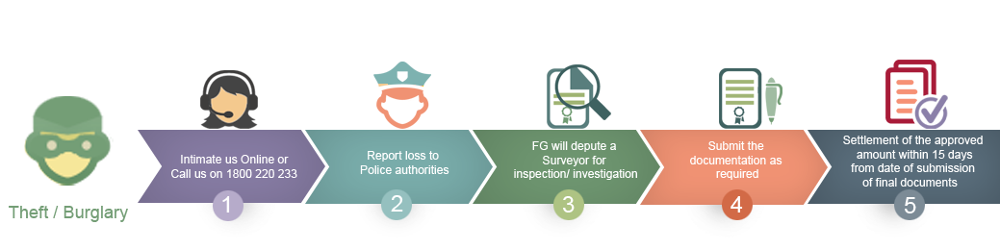 Theft / Burglary
Intimate us Online or
Call us on 1800 220 233
1
Report loss to
Police authorities
2
FG will depute a
Surveyor for
inspection/ investigation
3
Submit the
documentation as
required
4
Settlement of the approved
amount within 15 days
from date of submission
of final documents
5